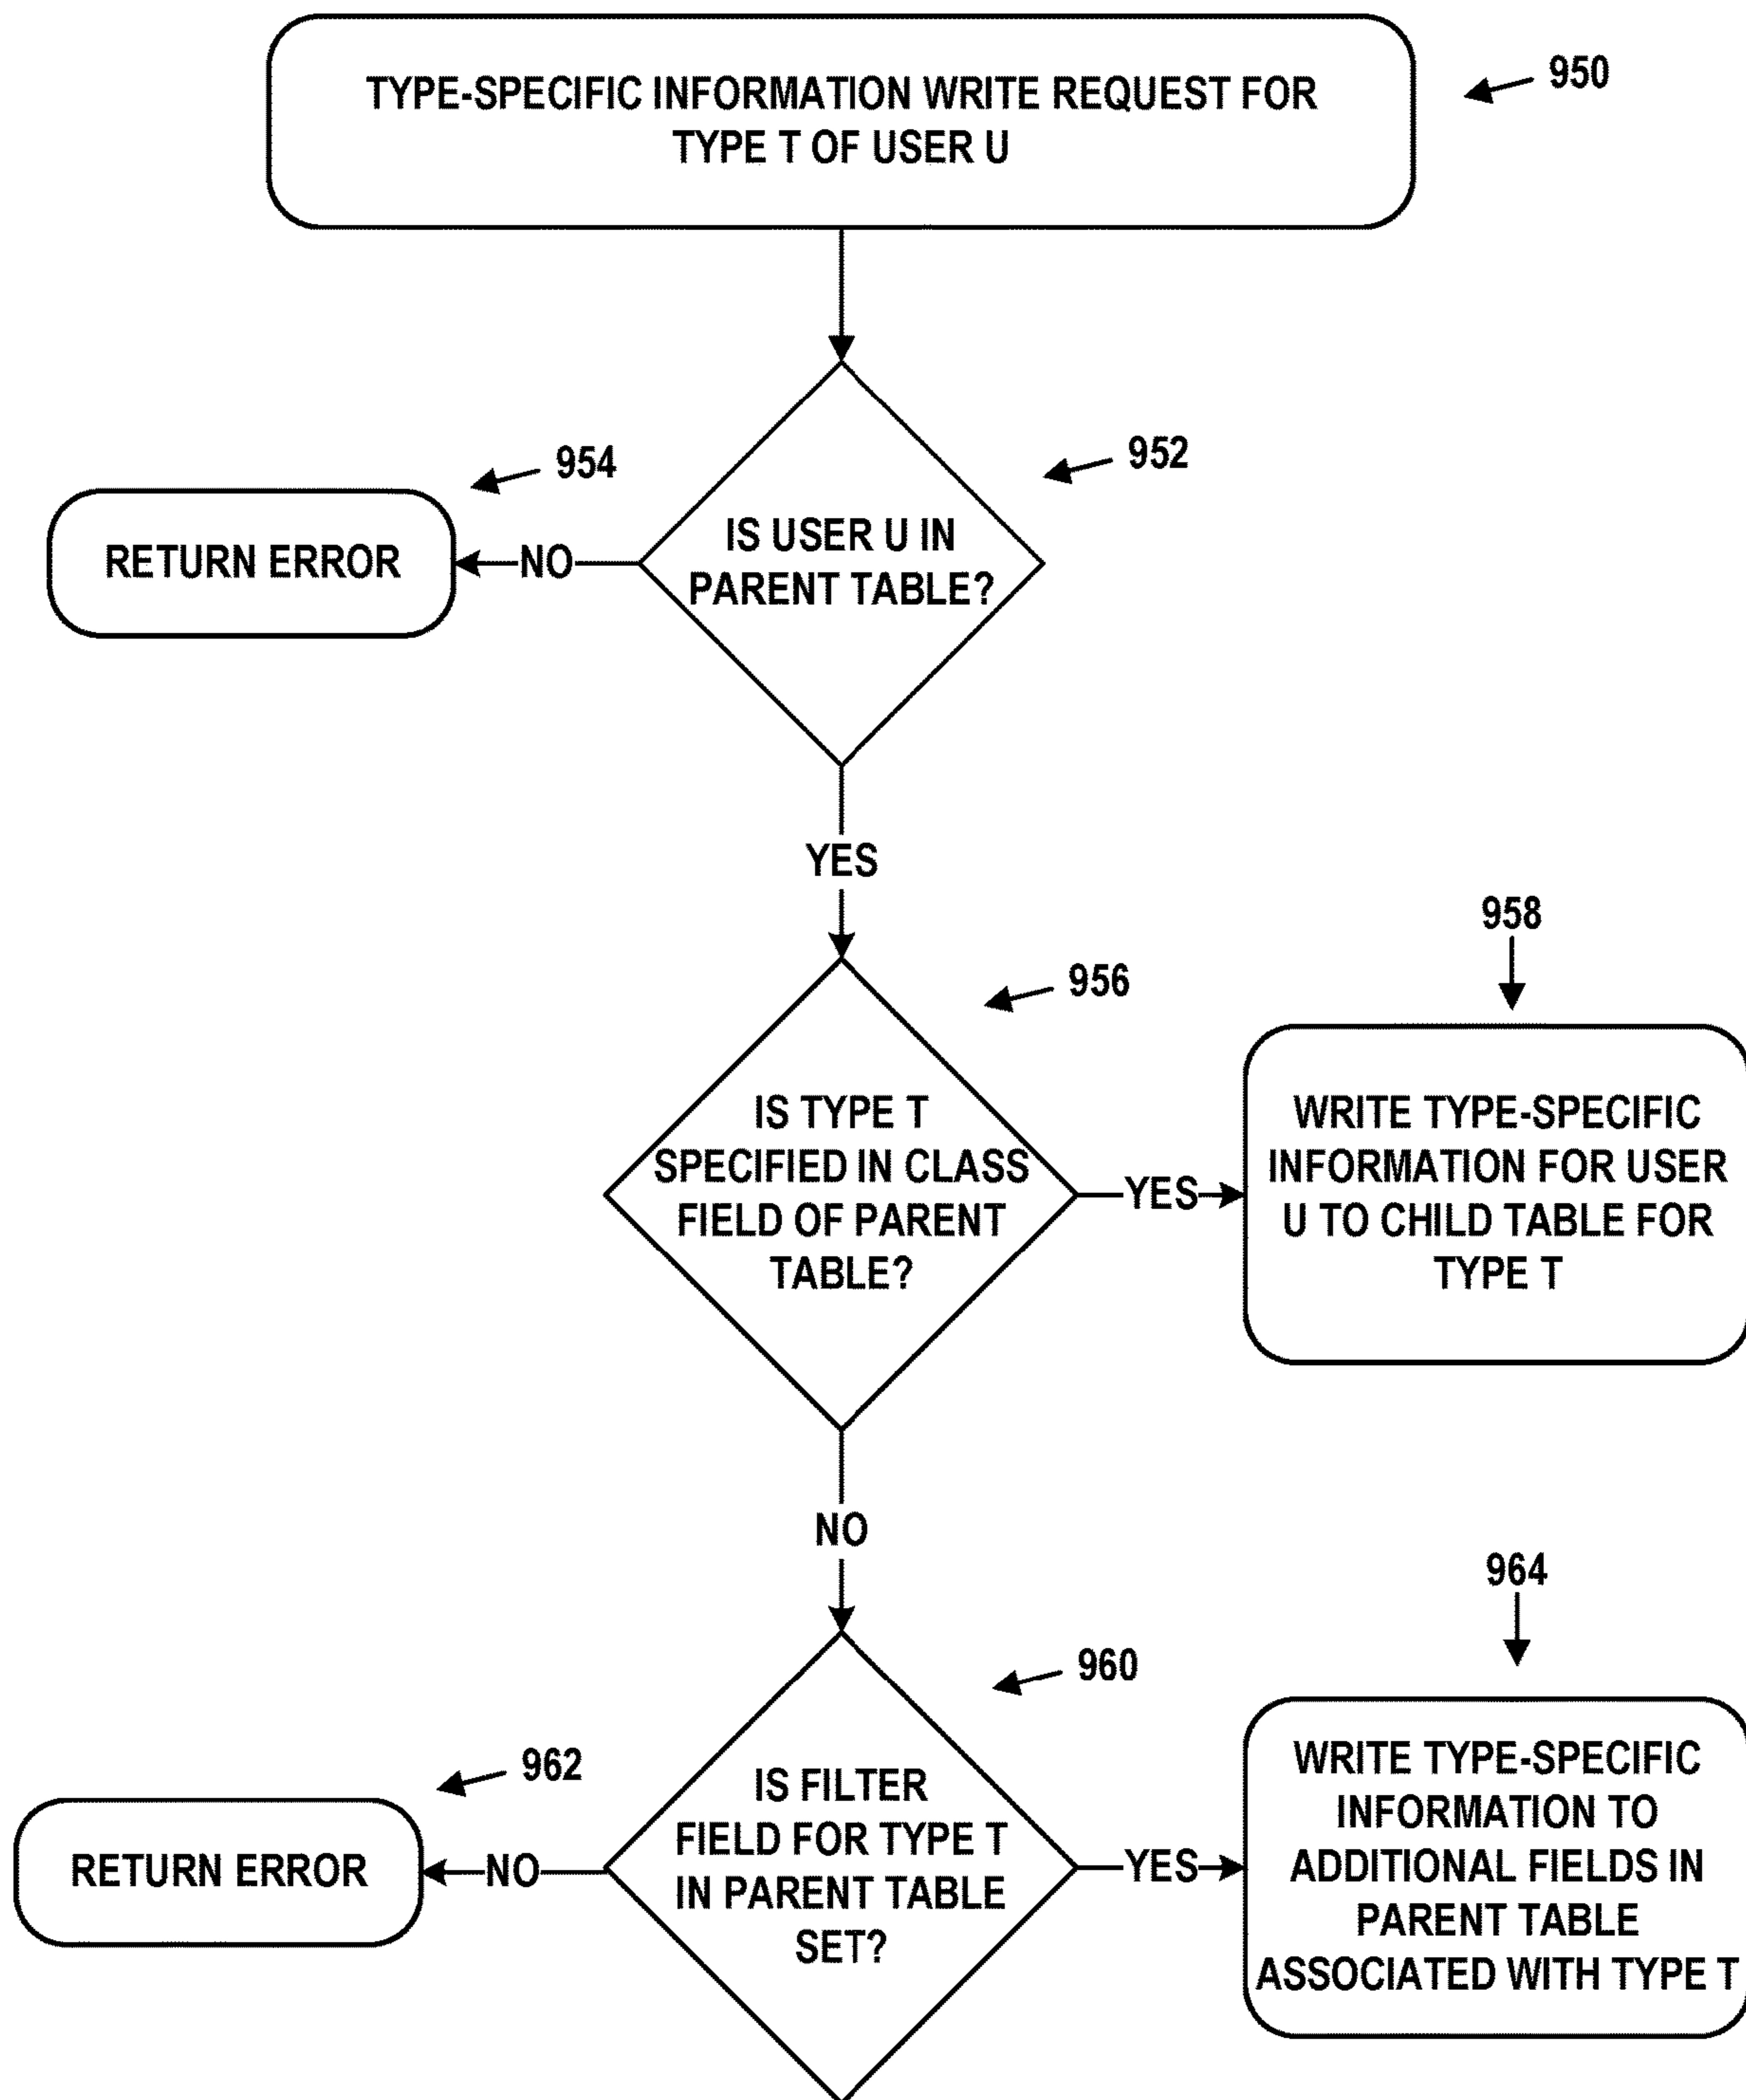 TYPE-SPECIFIC INFORMATION WRITE REQUEST FOR
TYPE T OF USER U
950
952
IS USER U IN
PARENT TABLE?
NO
954
RETURN ERROR
YES
956
IS TYPE T
SPECIFIED IN CLASS
FIELD OF PARENT
TABLE?
YES
958
WRITE TYPE-SPECIFIC
INFORMATION FOR USER
U TO CHILD TABLE FOR
TYPE T
NO
960
IS FILTER
FIELD FOR TYPE T
IN PARENT TABLE
SET?
NO
962
RETURN ERROR
YES
964
WRITE TYPE-SPECIFIC
INFORMATION TO
ADDITIONAL FIELDS IN
PARENT TABLE
ASSOCIATED WITH TYPE T